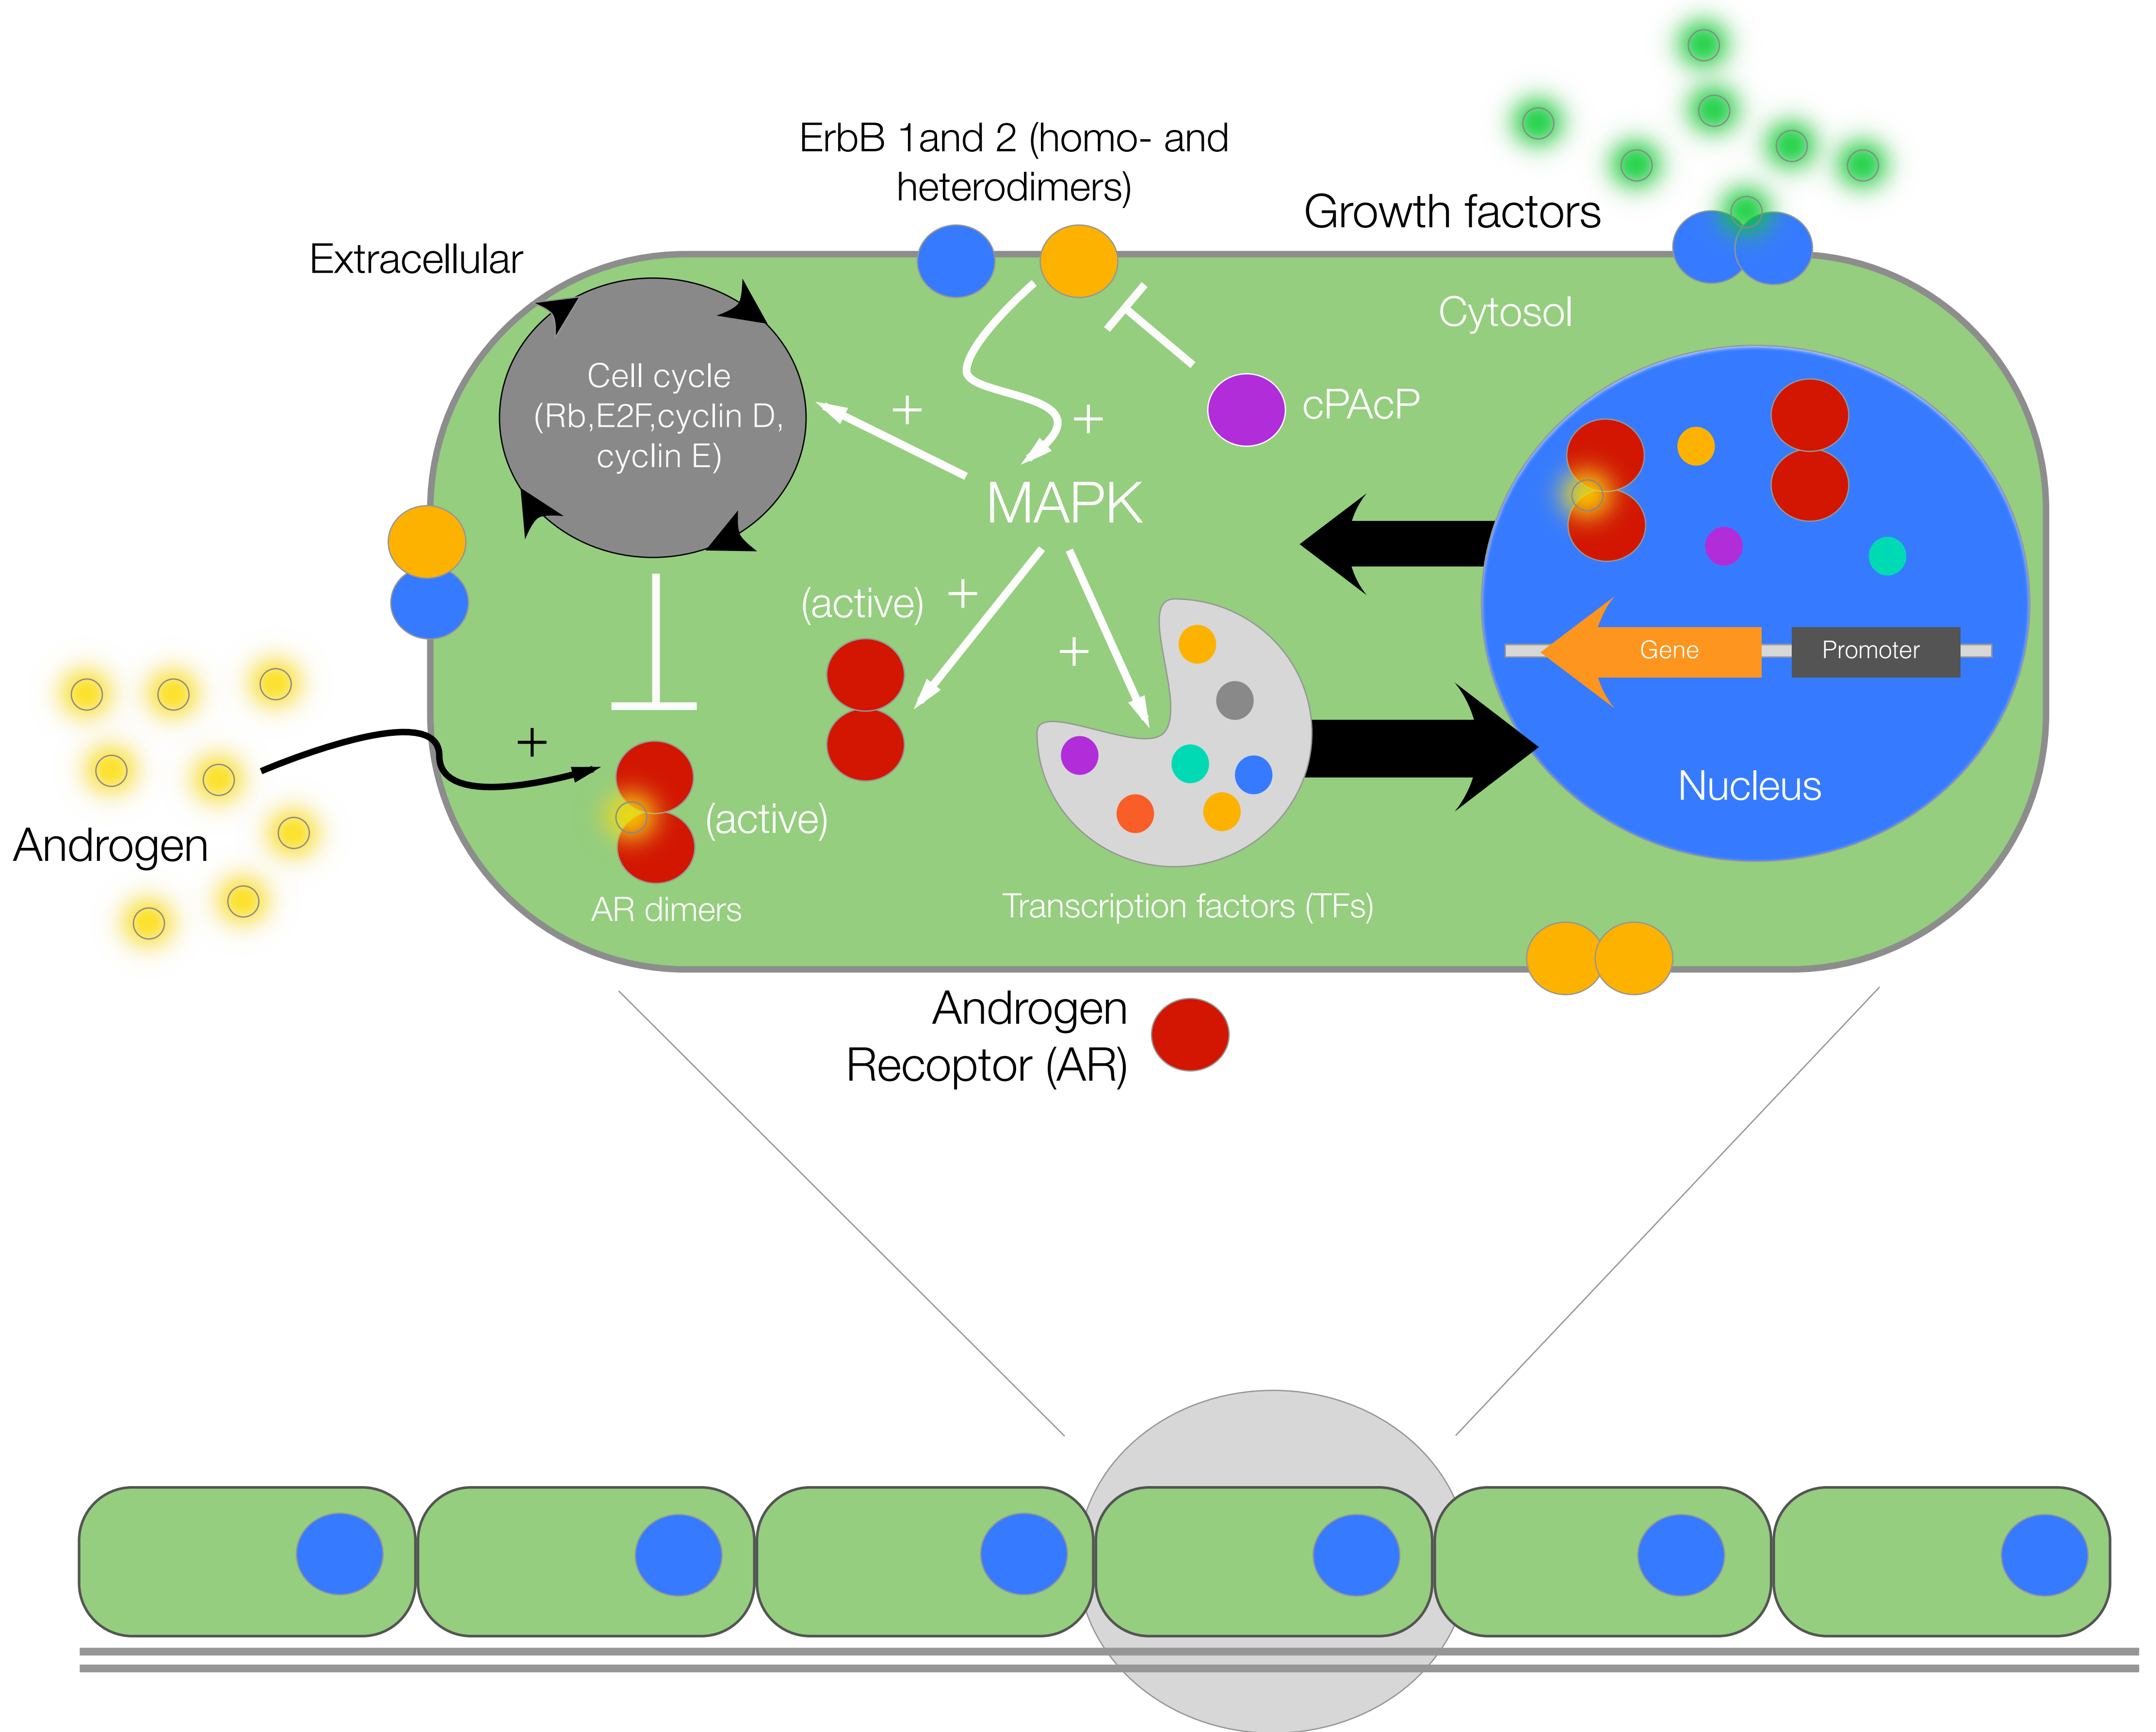 ErbB 1and 2 (homo- and
heterodimers)
Growth factors
Extracellular
Cytosol
Cell cycle
(Rb,E2F,cyclin D,
cyclin E)
+
+
cPAcP
MAPK
(active)
+
+
Gene
Promoter
+
Nucleus
(active)
Androgen
AR dimers
Transcription factors (TFs)
Androgen
Recoptor (AR)